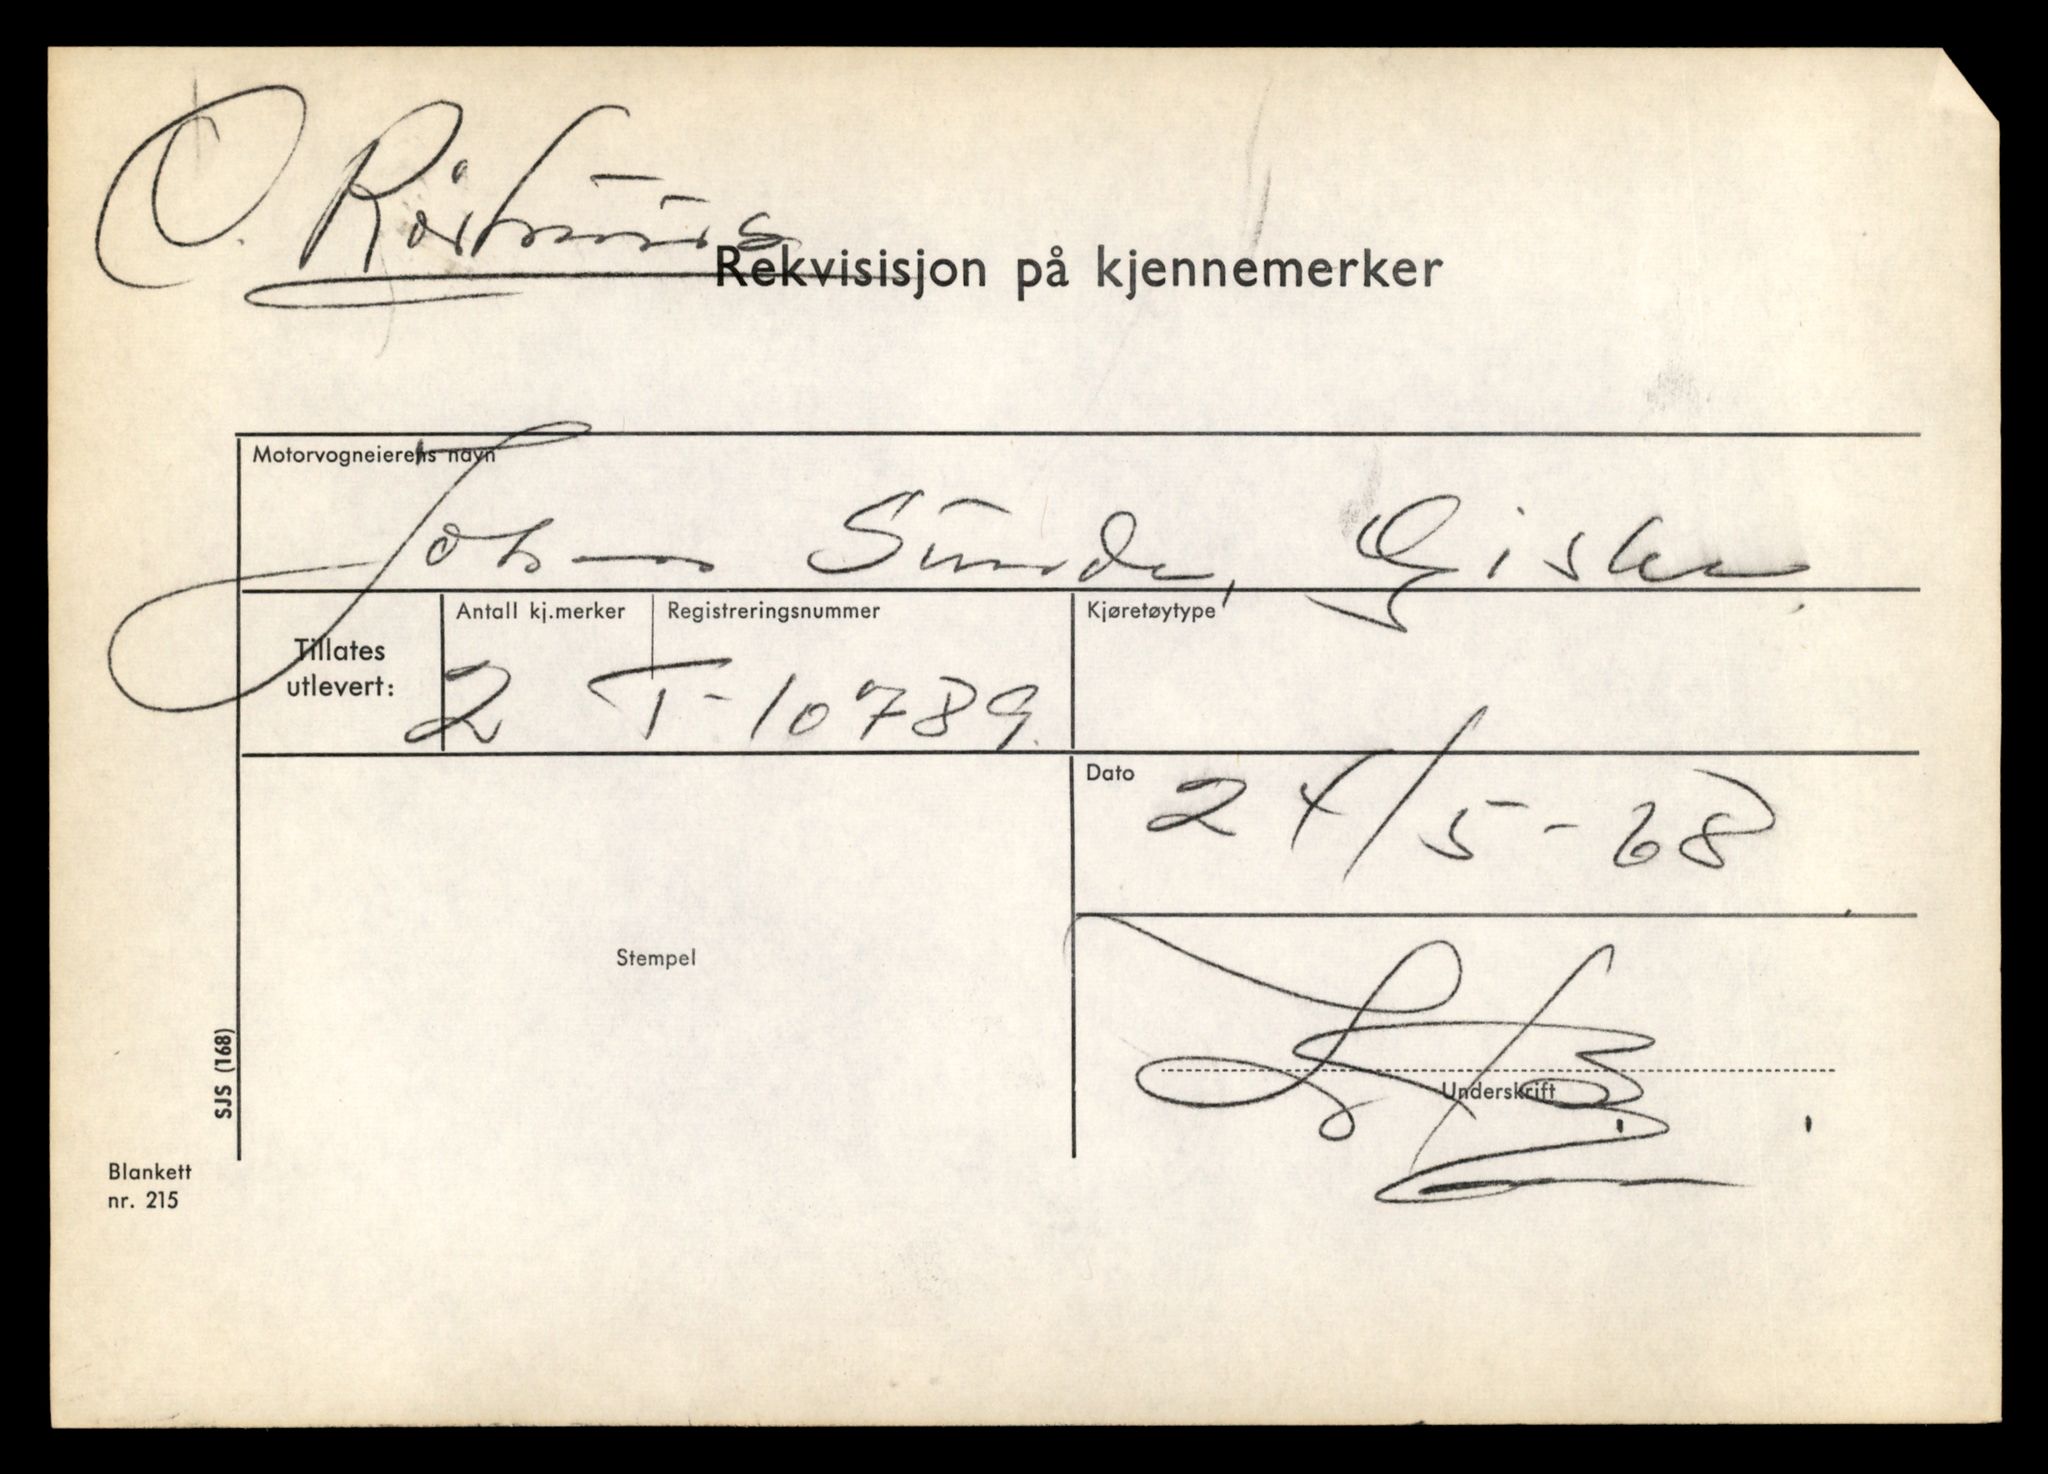 Rekvisisjon på kjennemerker
Motorvogneierens navn
Johan Sunde, Giske
Tillates utlevert:
Antall kj.merker
2
Registreringsnummer
T-10789
Kjøretøytype
Dato
24/5-68
Stempel
Underskrift
SJS (168)
Blankett
nr. 215